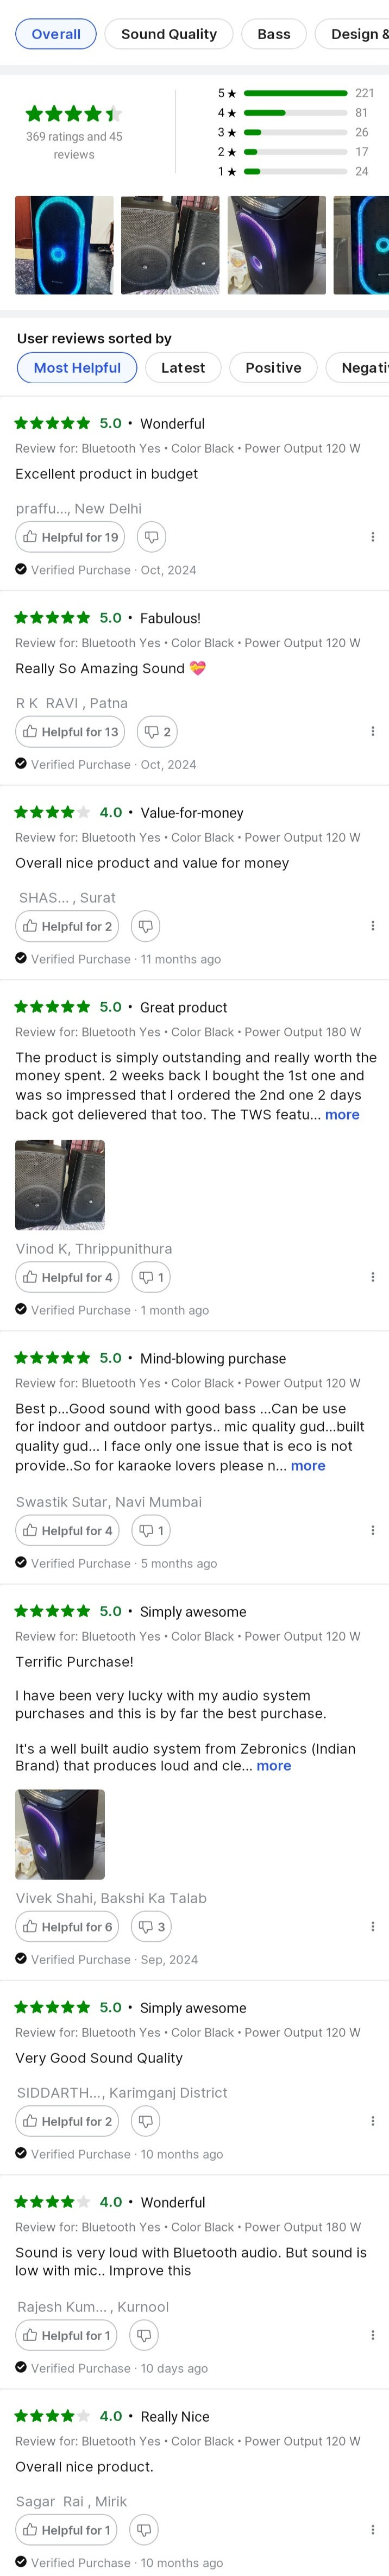 Overall
Sound Quality
Bass
Design &
5 ★ 221
4 ★ 81
3 ★ 26
2 ★ 17
1 ★ 24
369 ratings and 45
reviews
User reviews sorted by
Most Helpful
Latest
Positive
Negati
5.0 • Wonderful
Review for: Bluetooth Yes • Color Black • Power Output 120 W
Excellent product in budget
praffu..., New Delhi
Helpful for 19
Verified Purchase · Oct, 2024
5.0 • Fabulous!
Review for: Bluetooth Yes • Color Black • Power Output 120 W
Really So Amazing Sound 💝
R K RAVI , Patna
Helpful for 13
2
Verified Purchase · Oct, 2024
4.0 • Value-for-money
Review for: Bluetooth Yes • Color Black • Power Output 120 W
Overall nice product and value for money
SHAS... , Surat
Helpful for 2
Verified Purchase · 11 months ago
5.0 • Great product
Review for: Bluetooth Yes • Color Black • Power Output 180 W
The product is simply outstanding and really worth the
money spent. 2 weeks back I bought the 1st one and
was so impressed that I ordered the 2nd one 2 days
back got delievered that too. The TWS featu... more
Vinod K, Thrippunithura
Helpful for 4
1
Verified Purchase · 1 month ago
5.0 • Mind-blowing purchase
Review for: Bluetooth Yes • Color Black • Power Output 120 W
Best p...Good sound with good bass ...Can be use
for indoor and outdoor partys.. mic quality gud...built
quality gud... I face only one issue that is eco is not
provide..So for karaoke lovers please n... more
Swastik Sutar, Navi Mumbai
Helpful for 4
1
Verified Purchase · 5 months ago
5.0 • Simply awesome
Review for: Bluetooth Yes • Color Black • Power Output 120 W
Terrific Purchase!
I have been very lucky with my audio system
purchases and this is by far the best purchase.
It's a well built audio system from Zebronics (Indian
Brand) that produces loud and cle... more
Vivek Shahi, Bakshi Ka Talab
Helpful for 6
3
Verified Purchase · Sep, 2024
5.0 • Simply awesome
Review for: Bluetooth Yes • Color Black • Power Output 120 W
Very Good Sound Quality
SIDDARTH..., Karimganj District
Helpful for 2
Verified Purchase · 10 months ago
4.0 • Wonderful
Review for: Bluetooth Yes • Color Black • Power Output 180 W
Sound is very loud with Bluetooth audio. But sound is
low with mic.. Improve this
Rajesh Kum... , Kurnool
Helpful for 1
Verified Purchase · 10 days ago
4.0 • Really Nice
Review for: Bluetooth Yes • Color Black • Power Output 120 W
Overall nice product.
Sagar Rai , Mirik
Helpful for 1
Verified Purchase · 10 months ago